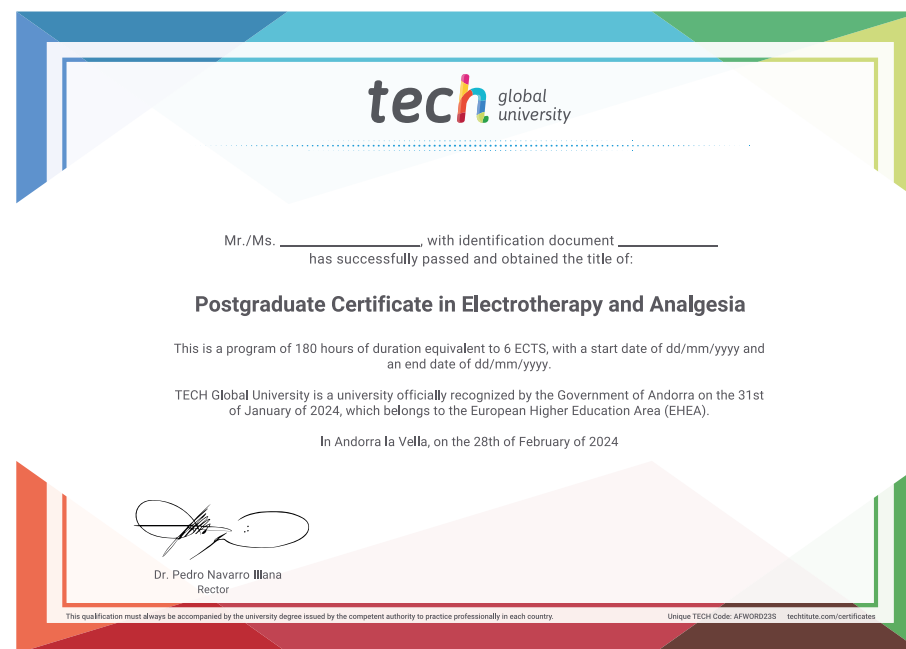 tech global
university
Mr./Ms. ____________________, with identification document ______________
has successfully passed and obtained the title of:
Postgraduate Certificate in Electrotherapy and Analgesia
This is a program of 180 hours of duration equivalent to 6 ECTS, with a start date of dd/mm/yyyy and
an end date of dd/mm/yyyy.
TECH Global University is a university officially recognized by the Government of Andorra on the 31st
of January of 2024, which belongs to the European Higher Education Area (EHEA).
In Andorra la Vella, on the 28th of February of 2024
Dr. Pedro Navarro Illana
Rector
This qualification must always be accompanied by the university degree issued by the competent authority to practice professionally in each country.
Unique TECH Code: AFWORD23S techtitute.com/certificates